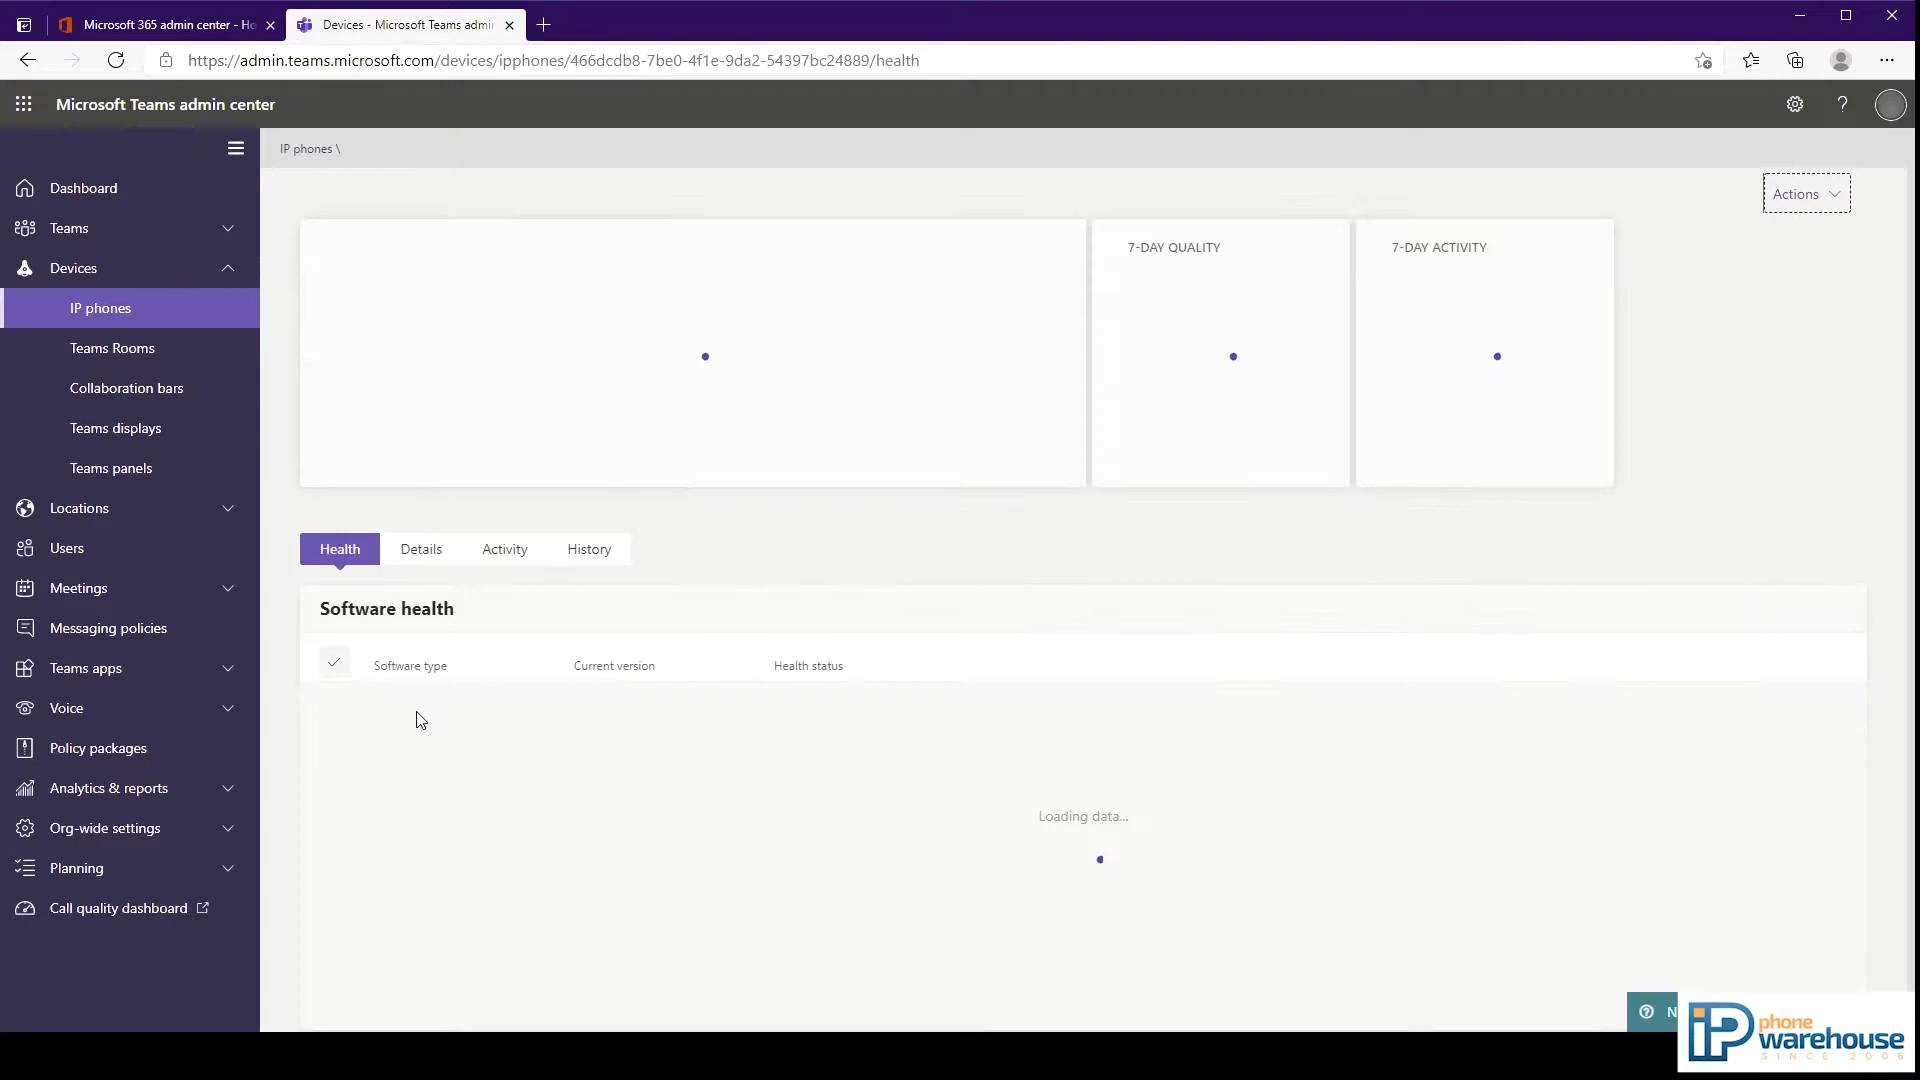 Microsoft 365 admin center - Ho
Devices - Microsoft Teams admin
https://admin.teams.microsoft.com/devices/ipphones/466dcdb8-7be0-4f1e-9da2-54397bc24889/health
Microsoft Teams admin center
IP phones \
Dashboard
Teams
Devices
IP phones
Teams Rooms
Collaboration bars
Teams displays
Teams panels
Locations
Users
Meetings
Messaging policies
Teams apps
Voice
Policy packages
Analytics & reports
Org-wide settings
Planning
Call quality dashboard
Actions
7-DAY QUALITY
7-DAY ACTIVITY
Health Details Activity History
Software health
Software type Current version Health status
Loading data...
N
iP phone warehouse
SINCE 2006